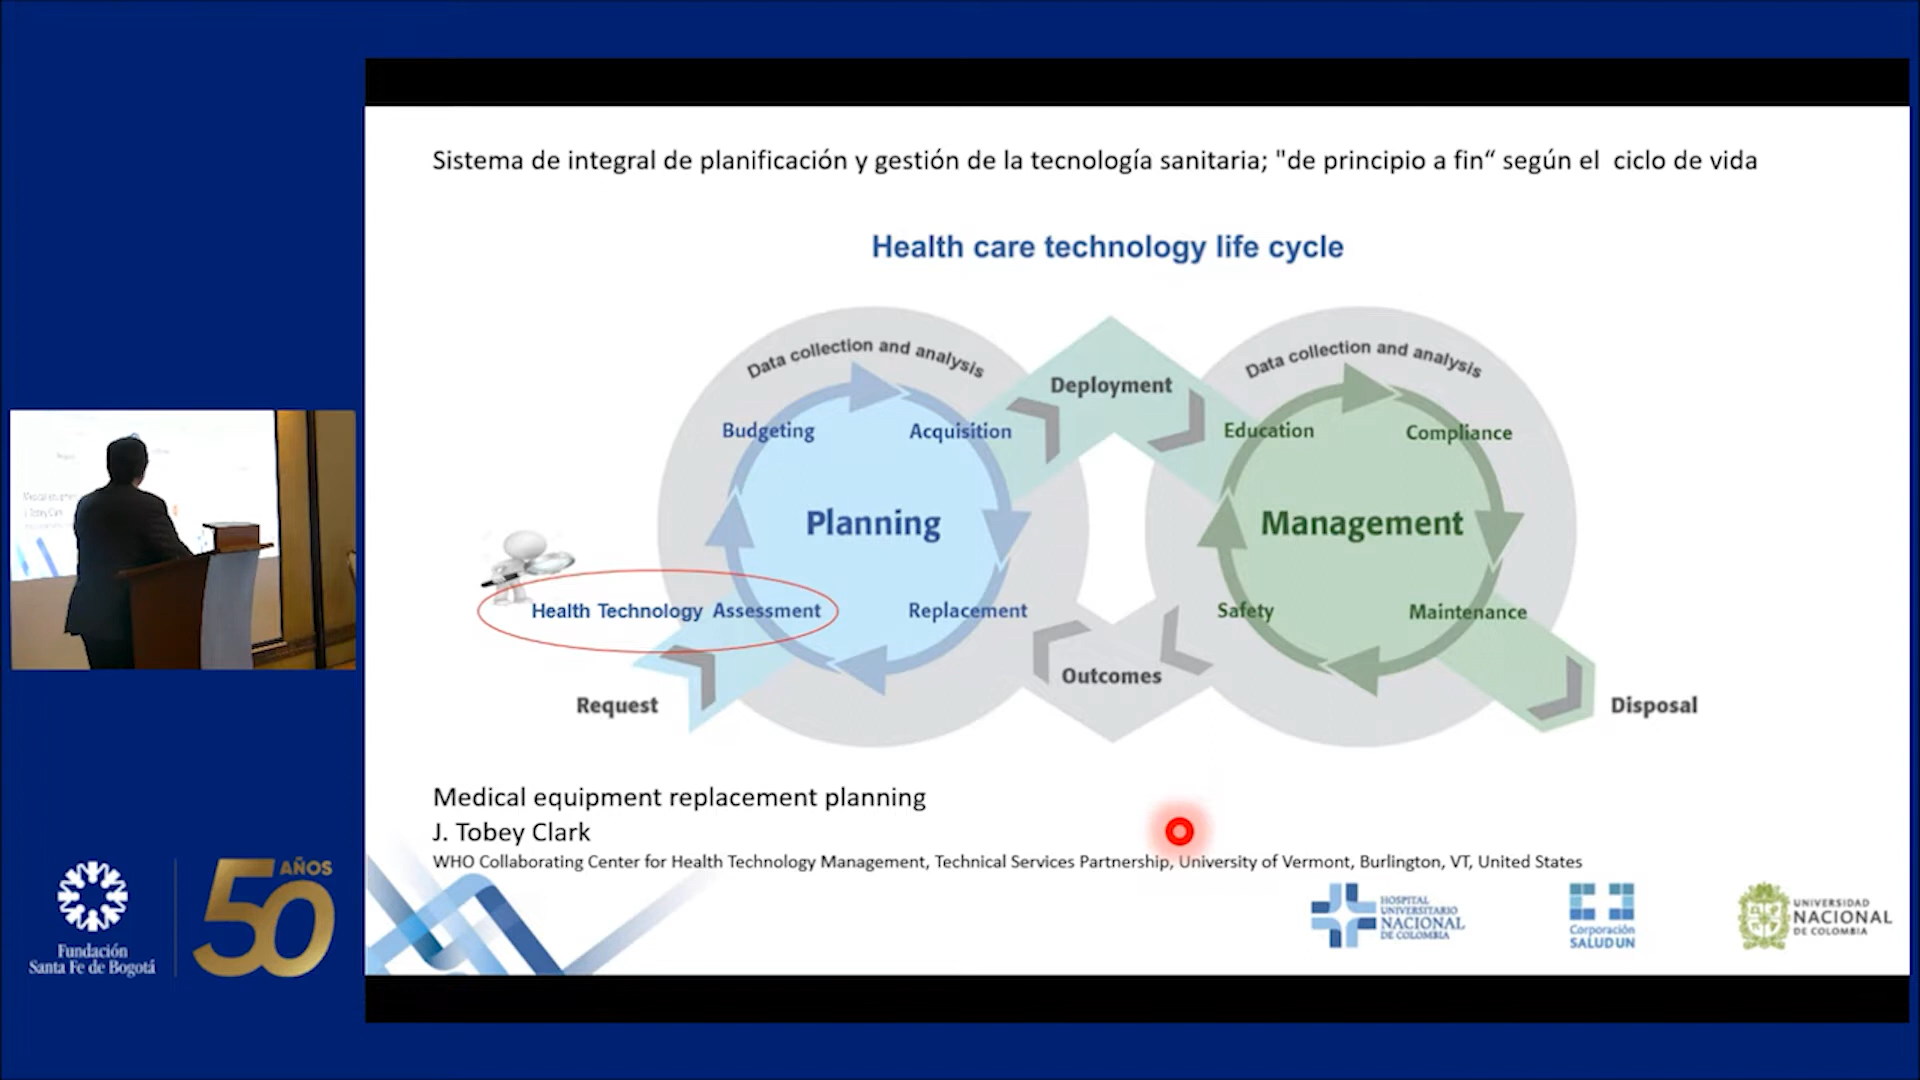 Sistema de integral de planificación y gestión de la tecnología sanitaria; "de principio a fin“ según el ciclo de vida
Health care technology life cycle
Data collection and analysis
Data collection and analysis
Deployment
Budgeting
Acquisition
Education
Compliance
Planning
Management
Health Technology Assessment
Replacement
Safety
Maintenance
Outcomes
Request
Disposal
Medical equipment replacement planning
J. Tobey Clark
WHO Collaborating Center for Health Technology Management, Technical Services Partnership, University of Vermont, Burlington, VT, United States
HOSPITAL
UNIVERSITARIO
NACIONAL
DE COLOMBIA
Corporación
SALUD UN
UNIVERSIDAD
NACIONAL
DE COLOMBIA
Fundación
Santa Fe de Bogotá
50 AÑOS